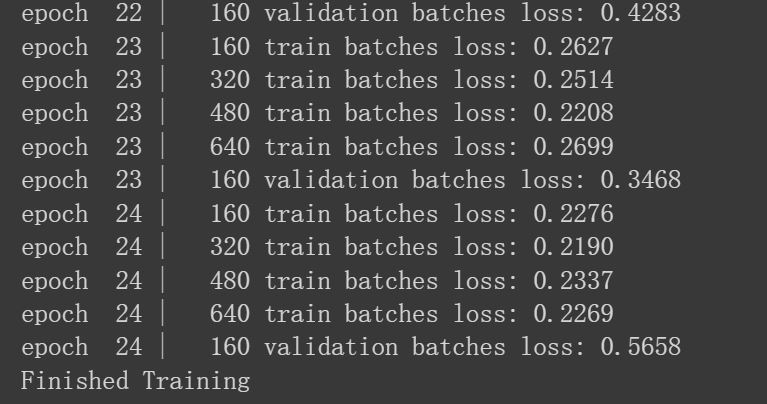 epoch  22 |   160 validation batches loss: 0.4283
epoch  23 |   160 train batches loss: 0.2627
epoch  23 |   320 train batches loss: 0.2514
epoch  23 |   480 train batches loss: 0.2208
epoch  23 |   640 train batches loss: 0.2699
epoch  23 |   160 validation batches loss: 0.3468
epoch  24 |   160 train batches loss: 0.2276
epoch  24 |   320 train batches loss: 0.2190
epoch  24 |   480 train batches loss: 0.2337
epoch  24 |   640 train batches loss: 0.2269
epoch  24 |   160 validation batches loss: 0.5658
Finished Training